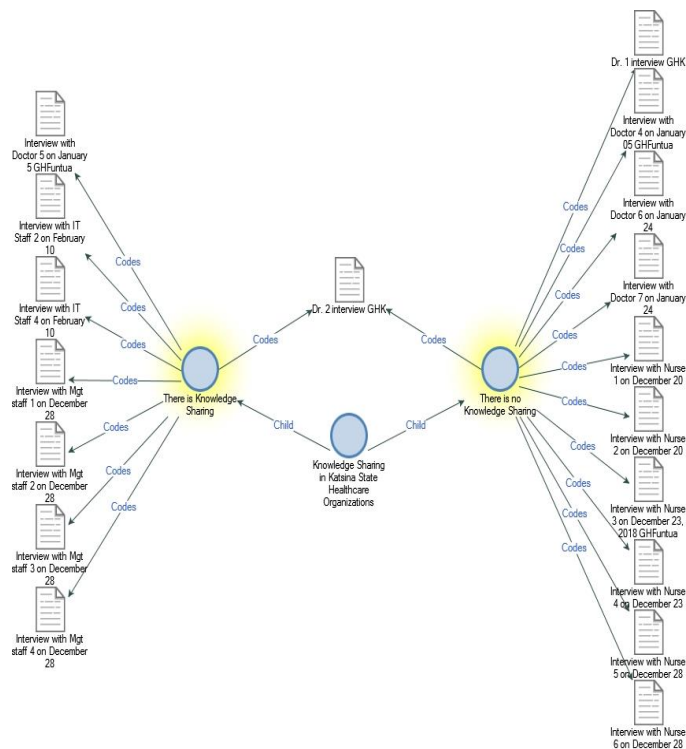 Interview with
Doctor 5 on January
5 GHFuntua
Interview with IT
Staff 2 on February
10
Interview with IT
Staff 4 on February
10
Interview with Mgt
staff 1 on December
28
Interview with Mgt
staff 2 on December
28
Interview with Mgt
staff 3 on December
28
Interview with Mgt
staff 4 on December
28
Codes
Codes
Codes
Codes
Codes
Codes
Codes
There is Knowledge
Sharing
Codes
Dr. 2 interview GHK
Codes
Child
Child
Knowledge Sharing
in Katsina State
Healthcare
Organizations
There is no
Knowledge Sharing
Codes
Codes
Codes
Codes
Codes
Codes
Codes
Codes
Codes
Codes
Dr. 1 interview GHK
Interview with
Doctor 4 on January
05 GHFuntua
Interview with
Doctor 6 on January
24
Interview with
Doctor 7 on January
24
Interview with Nurse
1 on December 20
Interview with Nurse
2 on December 20
Interview with Nurse
3 on December 23,
2018 GHFuntua
Interview with Nurse
4 on December 23
Interview with Nurse
5 on December 28
Interview with Nurse
6 on December 28